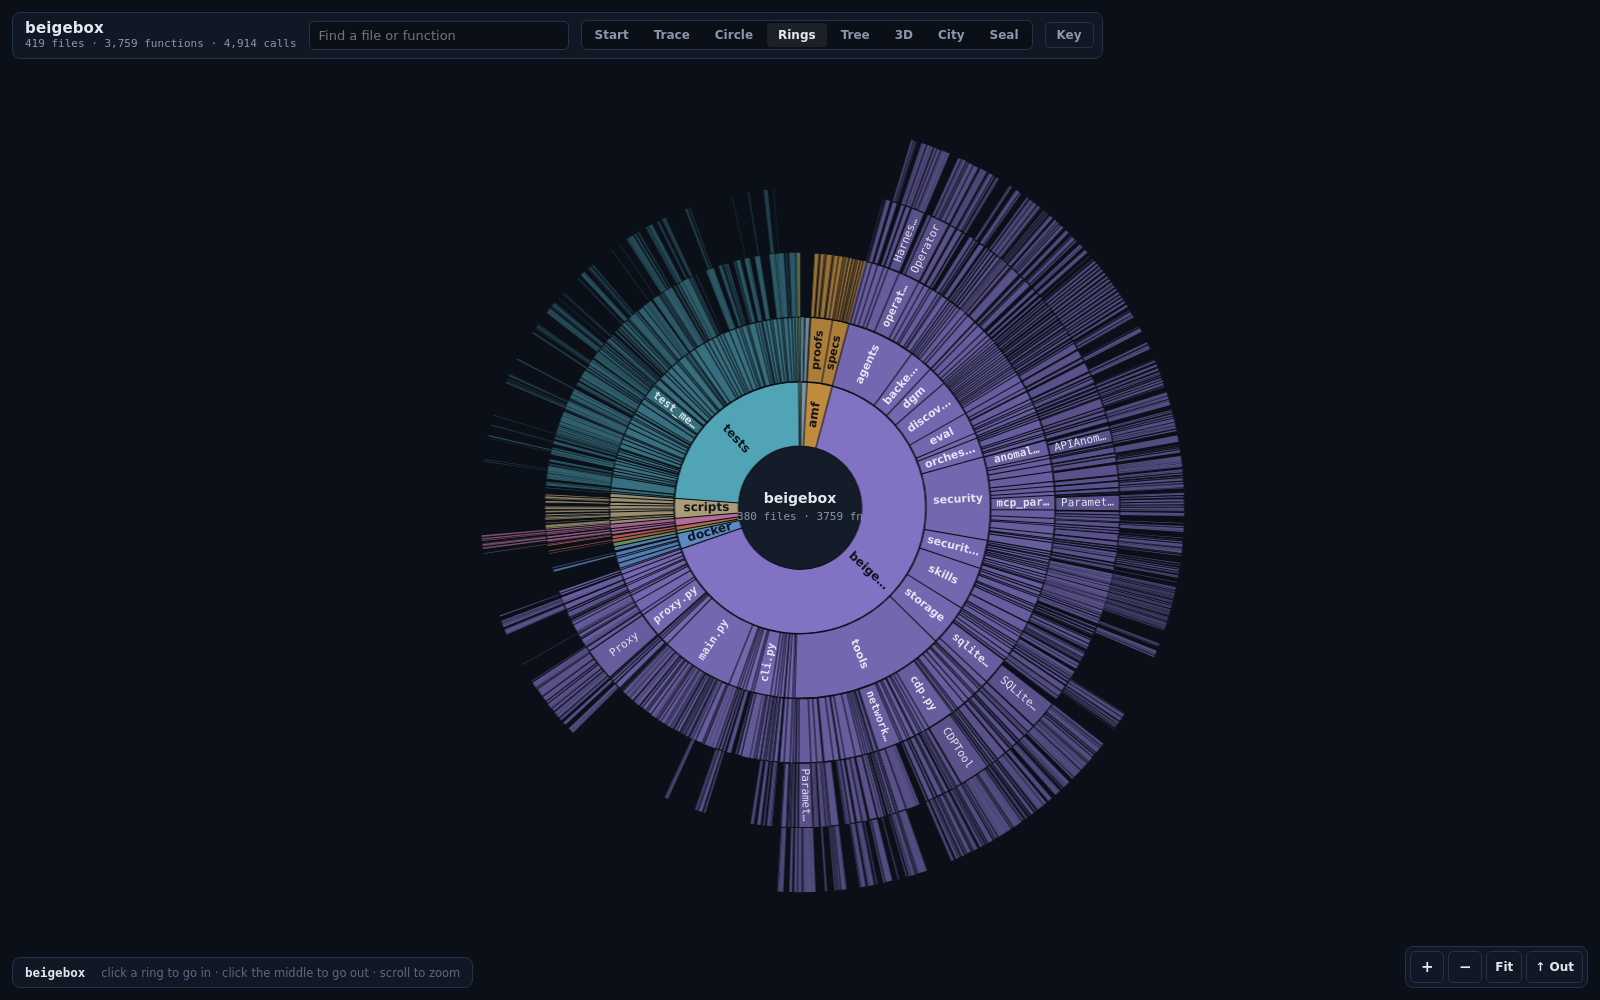 beigebox
419 files · 3,759 functions · 4,914 calls
Find a file or function
Start
Trace
Circle
Rings
Tree
3D
City
Seal
Key
Harnes…
Operator
operat…
proofs
specs
agents
backe…
dgm
discov…
eval
orches…
anomal…
APIAnom…
amf
tests
test_me…
security
mcp_par…
Paramet…
beigebox
380 files · 3759 fn
scripts
docker
beige…
securit…
skills
storage
sqlite…
SQLite…
proxy.py
Proxy
main.py
cli.py
tools
cdp.py
network…
CDPTool
Paramet…
beigebox
click a ring to go in · click the middle to go out · scroll to zoom
+
−
Fit
↑ Out